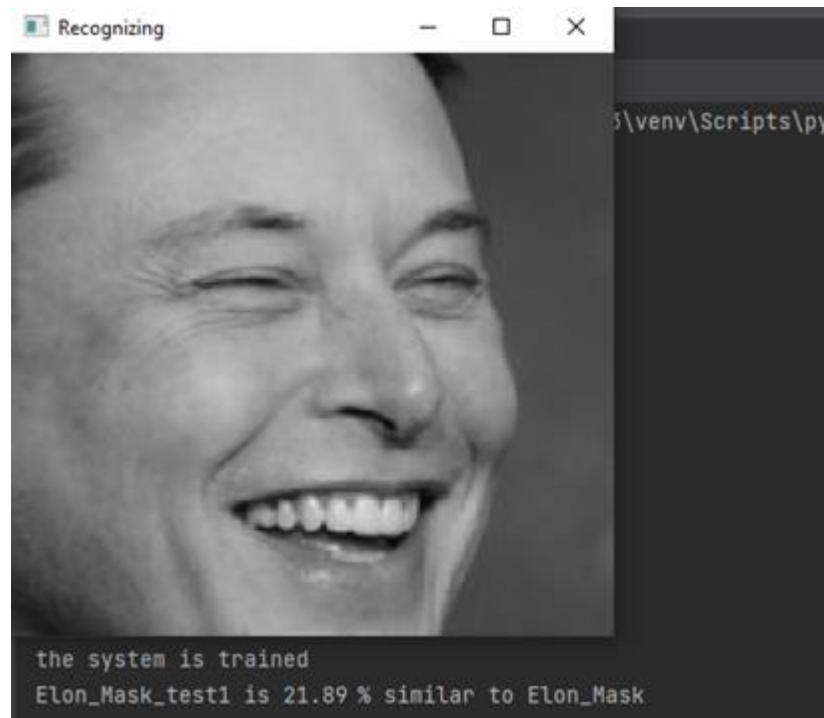 Recognizing
\venv\Scripts\py
the system is trained
Elon_Mask_test1 is 21.89 % similar to Elon_Mask